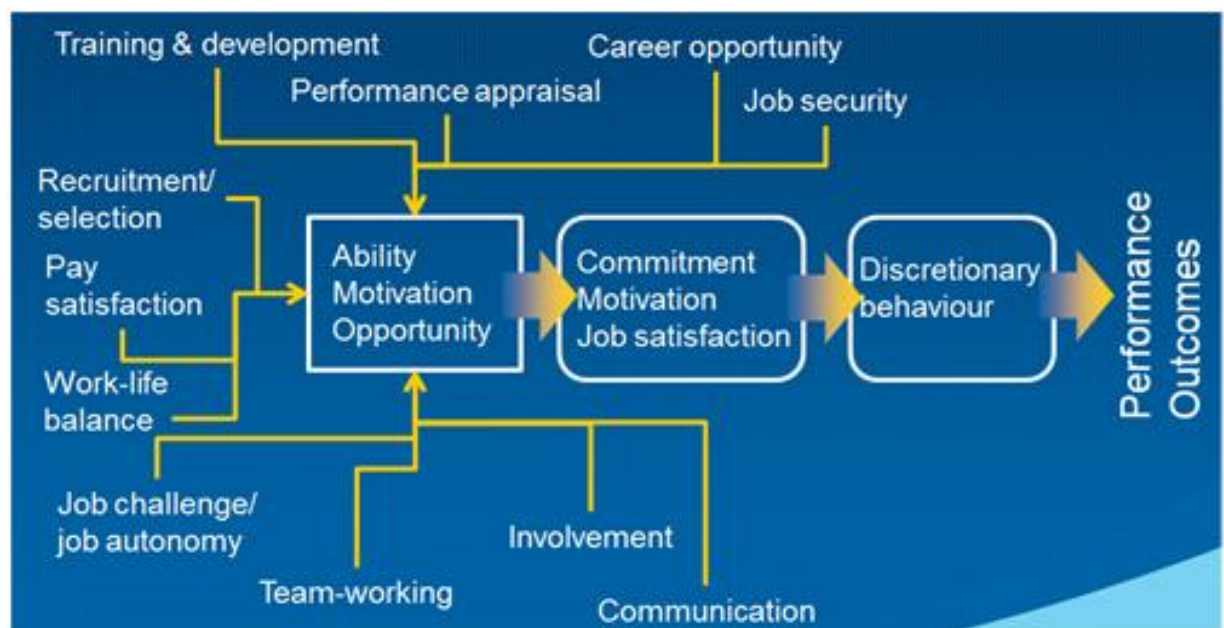 Training & development
Career opportunity
Performance appraisal
Job security
Recruitment/
selection
Pay
satisfaction
Work-life
balance
Ability
Motivation
Opportunity
Commitment
Motivation
Job satisfaction
Discretionary
behaviour
Performance
Outcomes
Job challenge/
job autonomy
Team-working
Involvement
Communication